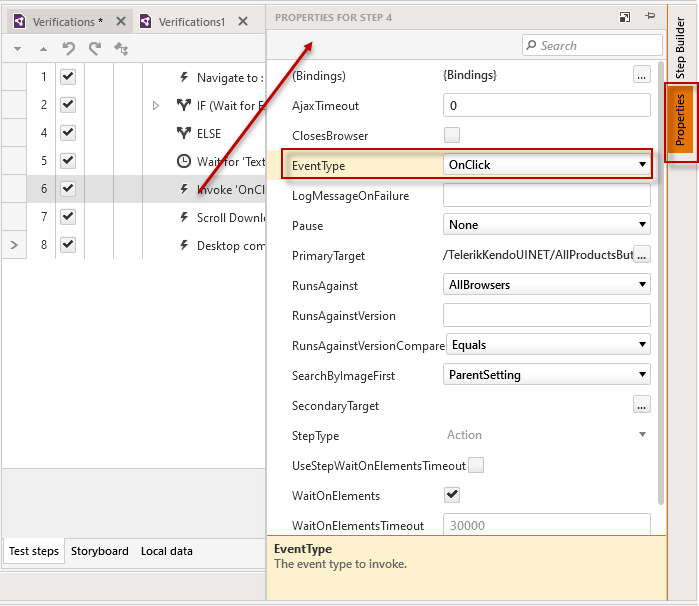 Verifications *
Verifications1
1 Navigate to :
2 IF (Wait for E
4 ELSE
5 Wait for 'Text
6 Invoke 'OnCl
7 Scroll Downl
8 Desktop com
Test steps Storyboard Local data
PROPERTIES FOR STEP 4
Search
(Bindings) {Bindings} ...
AjaxTimeout 0
ClosesBrowser
EventType OnClick
LogMessageOnFailure
Pause None
PrimaryTarget /TelerikKendoUINET/AllProductsBut ...
RunsAgainst AllBrowsers
RunsAgainstVersion
RunsAgainstVersionCompare Equals
SearchByImageFirst ParentSetting
SecondaryTarget ...
StepType Action
UseStepWaitOnElementsTimeout
WaitOnElements
WaitOnElementsTimeout 30000
EventType
The event type to invoke.
Step Builder
Properties